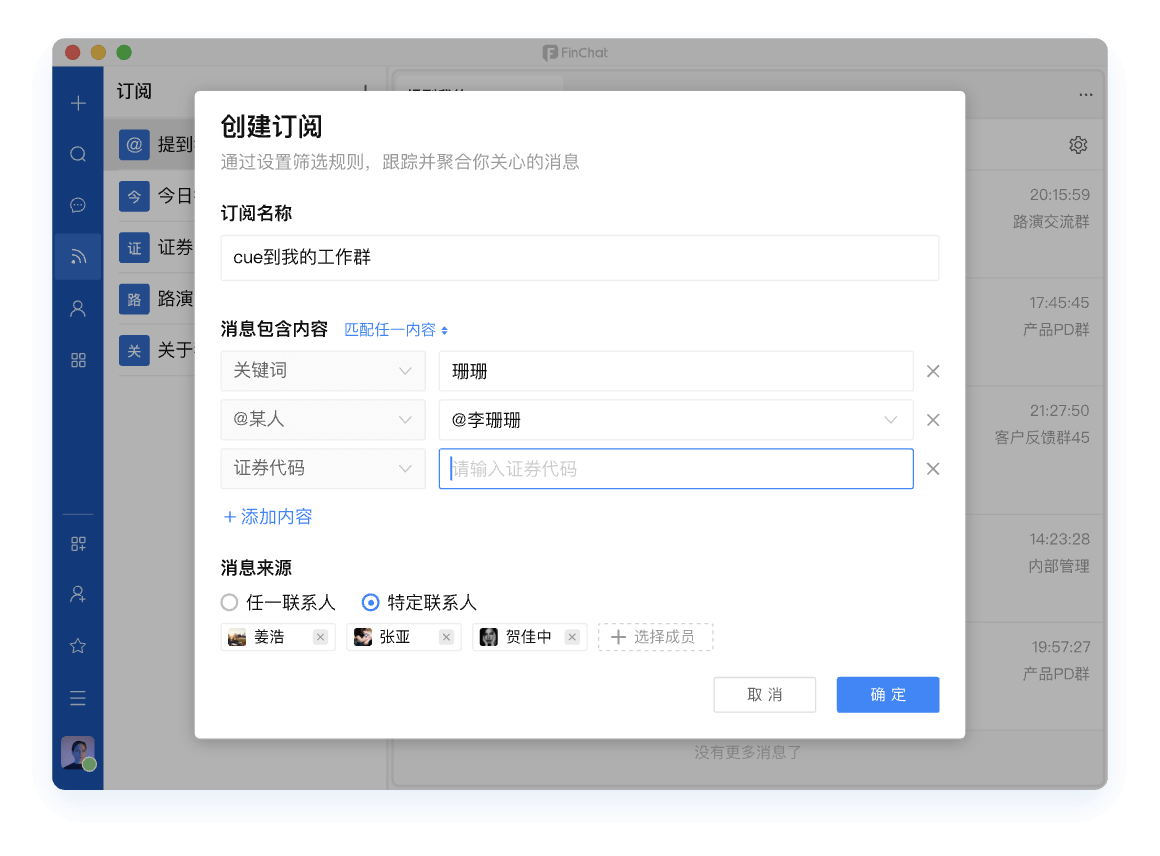 FinChat
订阅
@ 提到
今 今日
证 证券
路 路演
关 关于
创建订阅
通过设置筛选规则，跟踪并聚合你关心的消息
订阅名称
cue到我的工作群
消息包含内容 匹配任一内容
关键词 珊珊
@某人 @李珊珊
证券代码 请输入证券代码
+ 添加内容
消息来源
任一联系人 特定联系人
姜浩 张亚 贺佳中 + 选择成员
取消 确定
20:15:59
路演交流群
17:45:45
产品PD群
21:27:50
客户反馈群45
14:23:28
内部管理
19:57:27
产品PD群
没有更多消息了